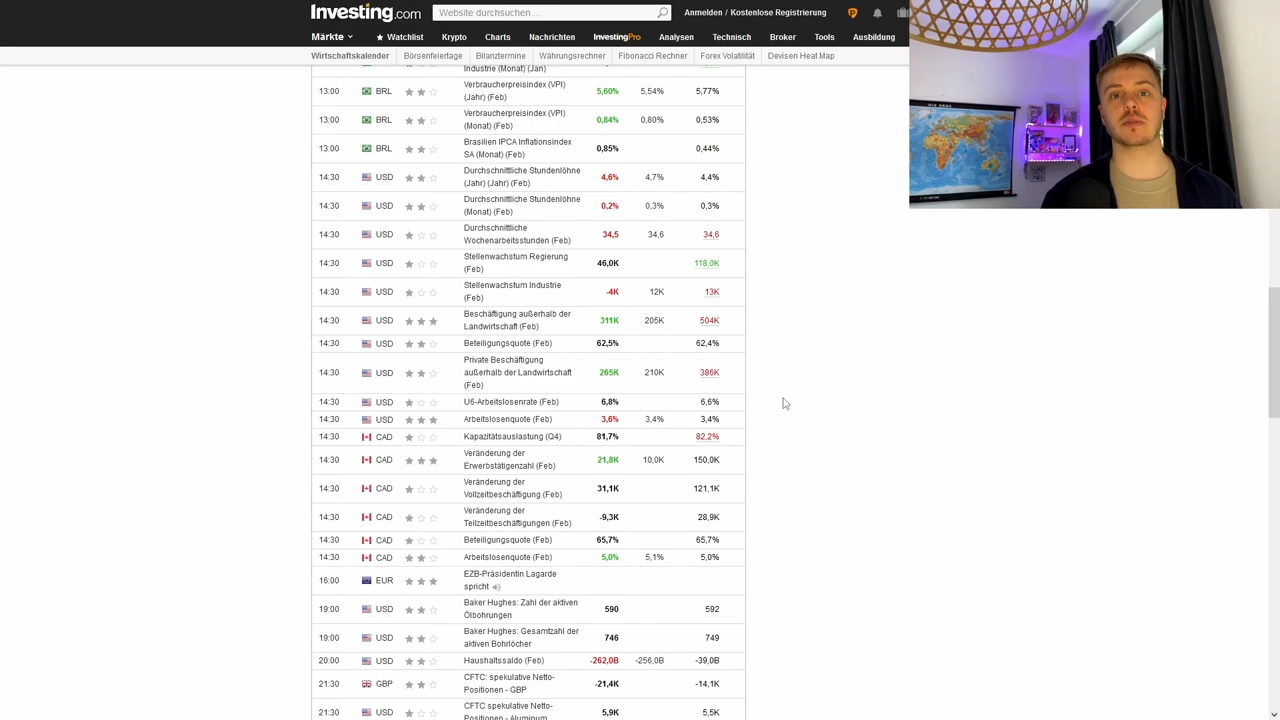 Investing.com Website durchsuchen.... Anmelden / Kostenlose Registrierung
Märkte Watchlist Krypto Charts Nachrichten InvestingPro Analysen Technisch Broker Tools Ausbildung
Wirtschaftskalender Börsenfeiertage Bilanztermine Währungsrechner Fibonacci Rechner Forex Volatilität Devisen Heat Map
Industrie (Monat) (Jan)
13:00 BRL Verbraucherpreisindex (VPI) 5,60% 5,54% 5,77%
(Jahr) (Feb)
13:00 BRL Verbraucherpreisindex (VPI) 0,84% 0,80% 0,53%
(Monat) (Feb)
13:00 BRL Brasilien IPCA Inflationsindex 0,85% 0,44%
SA (Monat) (Feb)
14:30 USD Durchschnittliche Stundenlöhne 4,6% 4,7% 4,4%
(Jahr) (Jahr) (Feb)
14:30 USD Durchschnittliche Stundenlöhne 0,2% 0,3% 0,3%
(Monat) (Feb)
14:30 USD Durchschnittliche 34,5 34,6 34,6
Wochenarbeitsstunden (Feb)
14:30 USD Stellenwachstum Regierung 46,0K 118,0K
(Feb)
14:30 USD Stellenwachstum Industrie -4K 12K 13K
(Feb)
14:30 USD Beschäftigung außerhalb der 311K 205K 504K
Landwirtschaft (Feb)
14:30 USD Beteiligungsquote (Feb) 62,5% 62,4%
14:30 USD Private Beschäftigung 265K 210K 386K
außerhalb der Landwirtschaft
(Feb)
14:30 USD U6-Arbeitslosenrate (Feb) 6,8% 6,6%
14:30 USD Arbeitslosenquote (Feb) 3,6% 3,4% 3,4%
14:30 CAD Kapazitätsauslastung (Q4) 81,7% 82,2%
14:30 CAD Veränderung der 21,8K 10,0K 150,0K
Erwerbstätigenzahl (Feb)
14:30 CAD Veränderung der 31,1K 121,1K
Vollzeitbeschäftigung (Feb)
14:30 CAD Veränderung der -9,3K 28,9K
Teilzeitbeschäftigten (Feb)
14:30 CAD Beteiligungsquote (Feb) 65,7% 65,7%
14:30 CAD Arbeitslosenquote (Feb) 5,0% 5,1% 5,0%
16:00 EUR EZB-Präsidentin Lagarde
spricht
19:00 USD Baker Hughes: Zahl der aktiven 590 592
Ölbohrungen
19:00 USD Baker Hughes: Gesamtzahl der 746 749
aktiven Bohrlöcher
20:00 USD Haushaltssaldo (Feb) -262,0B -256,0B -39,0B
21:30 GBP CFTC: spekulative Netto- -21,4K -14,1K
Positionen - GBP
21:30 USD CFTC spekulative Netto- 5,9K 5,5K
Positionen - Aluminum